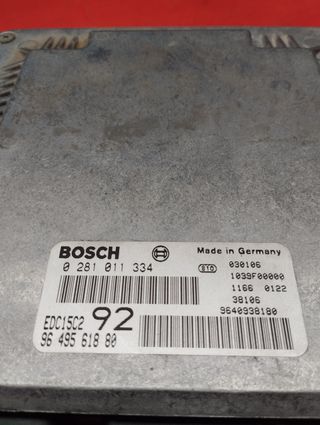 BOSCH Made in Germany
0 281 011 334 030106
1039F00000
1166 0122
38106
9640938180
EDC15C2 92
96 495 618 80